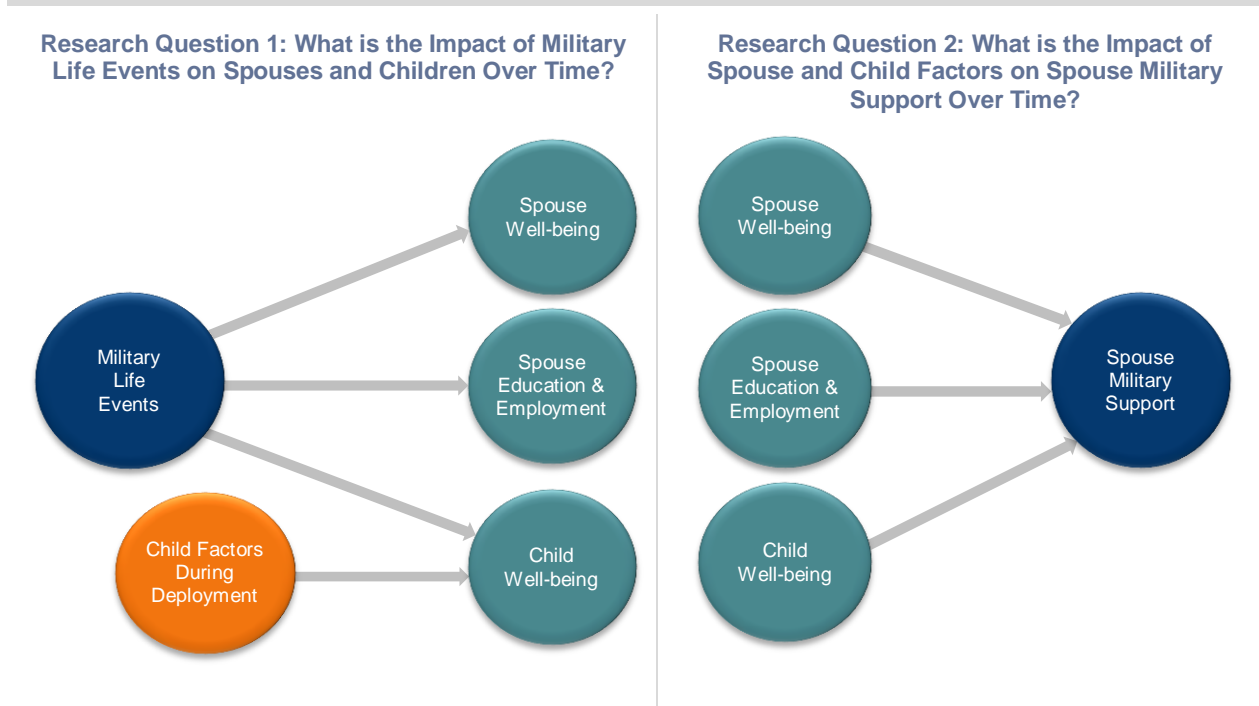 Research Question 1: What is the Impact of Military
Life Events on Spouses and Children Over Time?
Spouse
Well-being
Military
Life
Events
Spouse
Education &
Employment
Child Factors
During
Deployment
Child
Well-being
Research Question 2: What is the Impact of
Spouse and Child Factors on Spouse Military
Support Over Time?
Spouse
Well-being
Spouse
Education &
Employment
Spouse
Military
Support
Child
Well-being